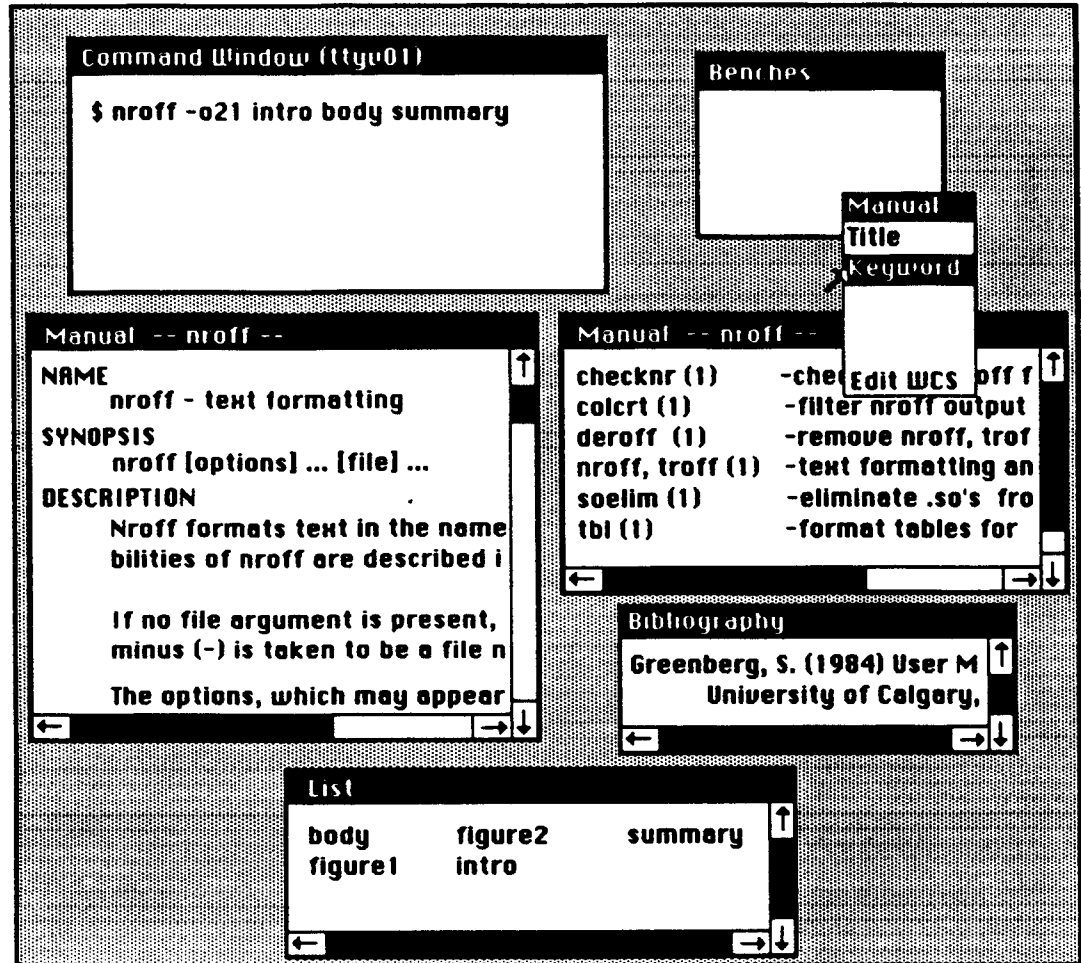 Command Window (ttyv01)
$ nroff -o21 intro body summary
Benches
Manual
Title
Keyword
Edit WCS
Manual -- nroff --
NAME
nroff - text formatting
SYNOPSIS
nroff [options] ... [file] ...
DESCRIPTION
Nroff formats text in the name
bilities of nroff are described i
If no file argument is present,
minus (-) is taken to be a file n
The options, which may appear
Manual -- nroff --
checknr (1) -che off f
colcrt (1) -filter nroff output
deroff (1) -remove nroff, trof
nroff, troff (1) -text formatting an
soelim (1) -eliminate .so's fro
tbl (1) -format tables for
Bibliography
Greenberg, S. (1984) User M
University of Calgary,
List
body figure2 summary
figure1 intro